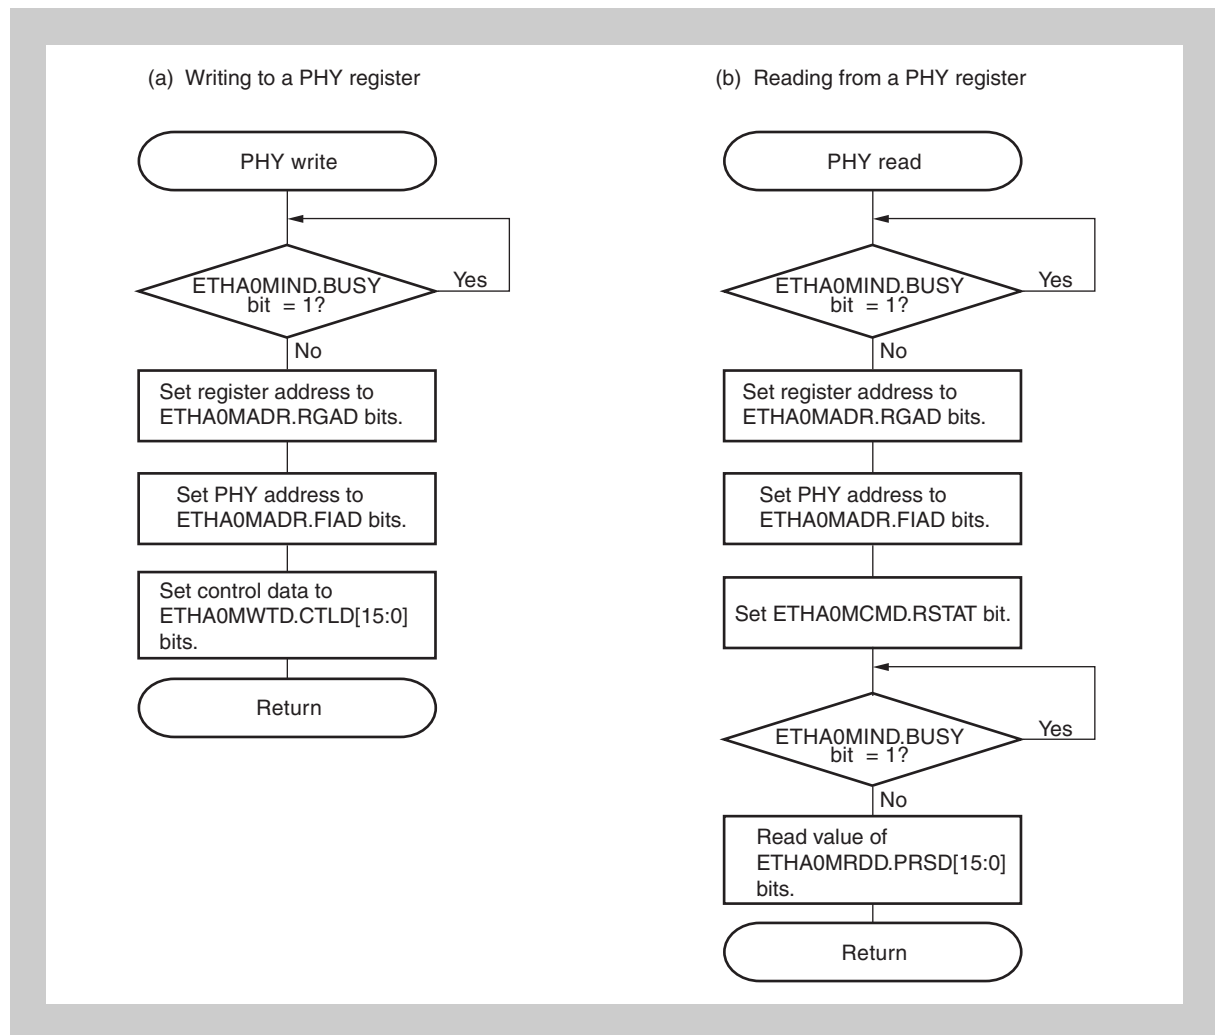 (a) Writing to a PHY register
PHY write
ETHA0MIND.BUSY
bit = 1?
Yes
No
Set register address to
ETHA0MADR.RGAD bits.
Set PHY address to
ETHA0MADR.FIAD bits.
Set control data to
ETHA0MWTD.CTLD[15:0]
bits.
Return
(b) Reading from a PHY register
PHY read
ETHA0MIND.BUSY
bit = 1?
Yes
No
Set register address to
ETHA0MADR.RGAD bits.
Set PHY address to
ETHA0MADR.FIAD bits.
Set ETHA0MCMD.RSTAT bit.
ETHA0MIND.BUSY
bit = 1?
Yes
No
Read value of
ETHA0MRDD.PRSD[15:0]
bits.
Return